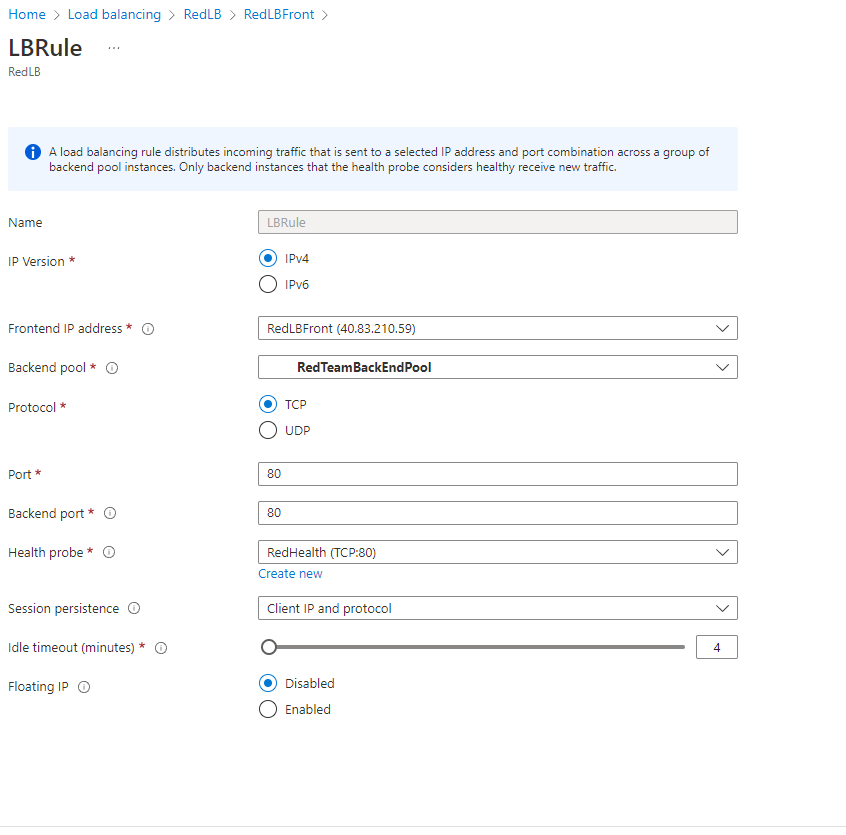 Home > Load balancing > RedLB > RedLBFront >
LBRule ...
RedLB
A load balancing rule distributes incoming traffic that is sent to a selected IP address and port combination across a group of
backend pool instances. Only backend instances that the health probe considers healthy receive new traffic.
Name LBRule
IP Version * IPv4
IPv6
Frontend IP address * RedLBFront (40.83.210.59)
Backend pool * RedTeamBackEndPool
Protocol * TCP
UDP
Port * 80
Backend port * 80
Health probe * RedHealth (TCP:80)
Create new
Session persistence Client IP and protocol
Idle timeout (minutes) * 4
Floating IP Disabled
Enabled